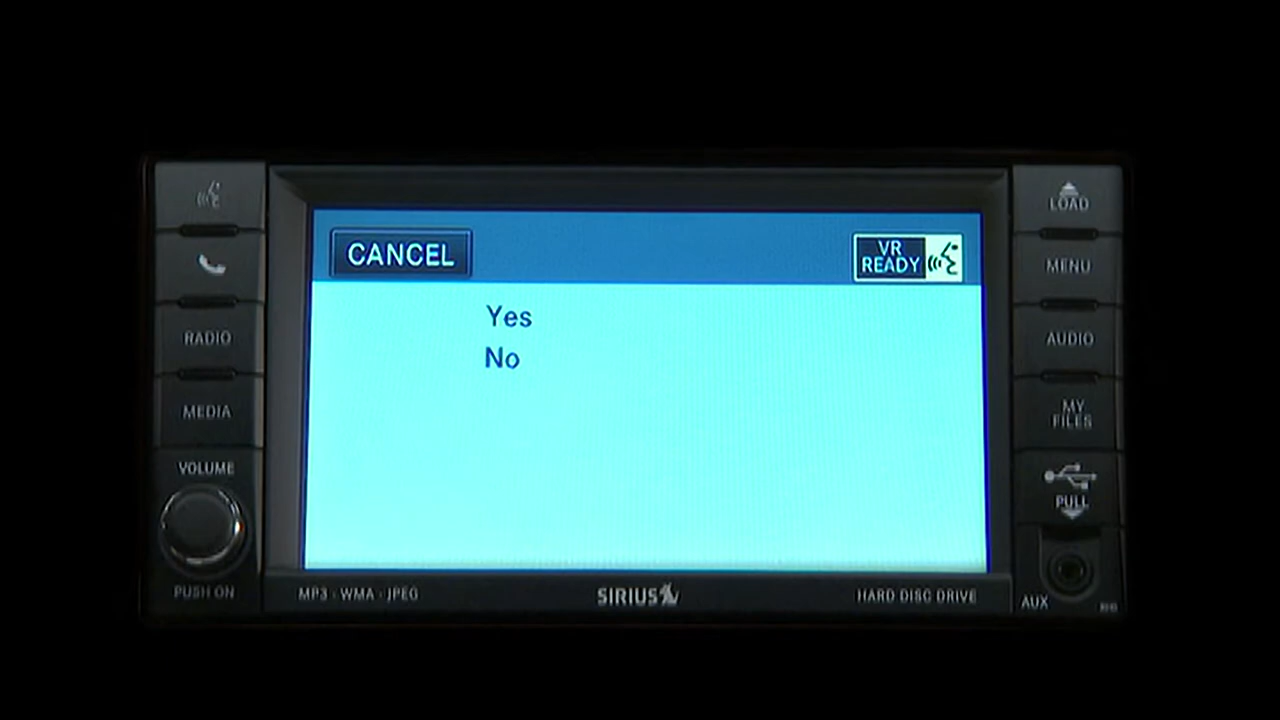 CANCEL
VR
READY
Yes
No
RADIO
MEDIA
VOLUME
PUSH ON
LOAD
MENU
AUDIO
MY
FILES
PULL
AUX
MP3 · WMA · JPEG
SIRIUS
HARD DISC DRIVE